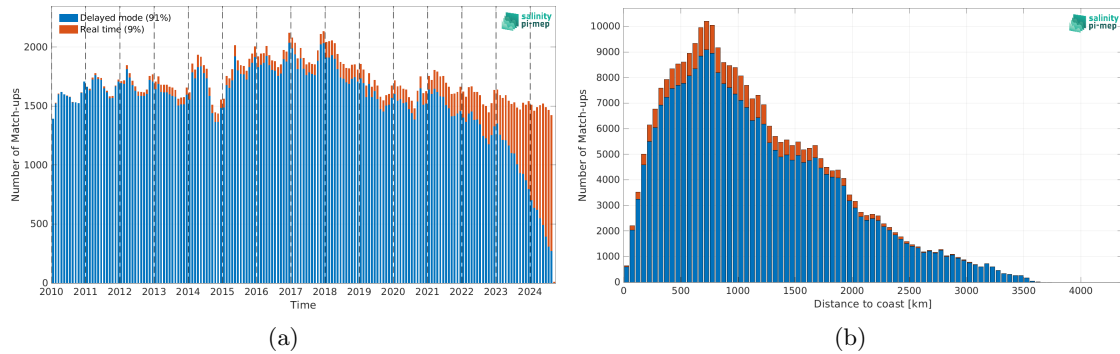 Delayed mode (91%)
Real time (9%)
salinity
pi-mep
2000
1500
1000
500
0
Number of Match-ups
2010 2011 2012 2013 2014 2015 2016 2017 2018 2019 2020 2021 2022 2023 2024
Time
(a)
salinity
pi-mep
10000
9000
8000
7000
6000
5000
4000
3000
2000
1000
0
Number of Match-ups
0 500 1000 1500 2000 2500 3000 3500 4000
Distance to coast [km]
(b)